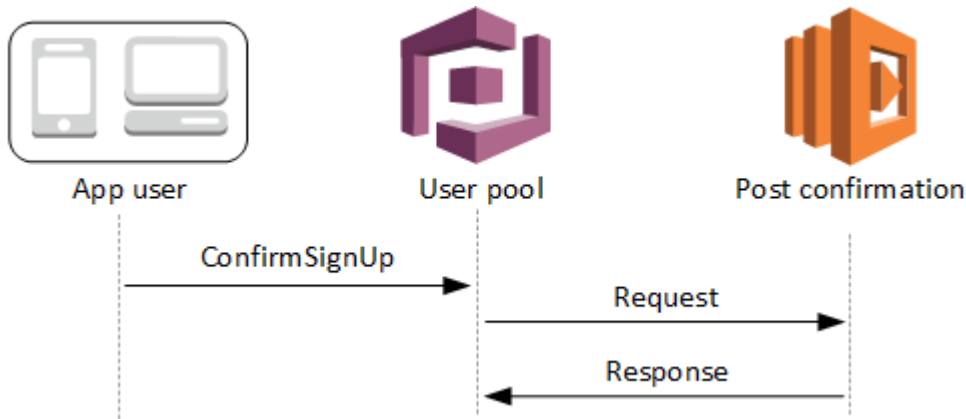 App user
User pool
Post confirmation
ConfirmSignUp
Request
Response